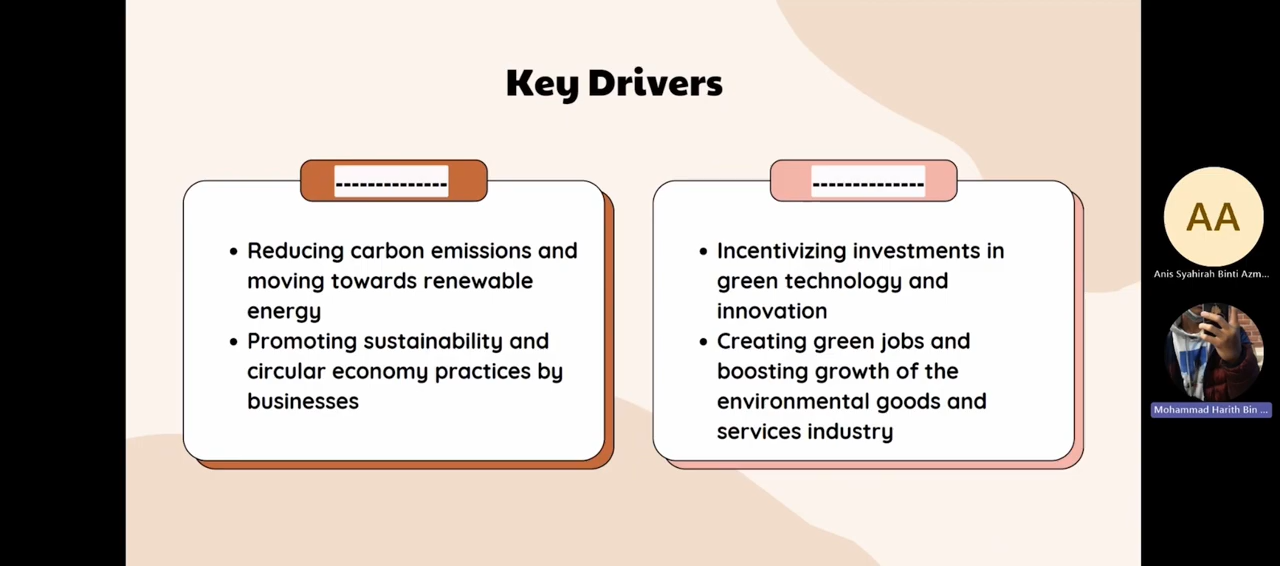 Key Drivers
--------------
Reducing carbon emissions and
moving towards renewable
energy
Promoting sustainability and
circular economy practices by
businesses
--------------
Incentivizing investments in
green technology and
innovation
Creating green jobs and
boosting growth of the
environmental goods and
services industry
AA
Anis Syahirah Binti Azm...
Mohammad Harith Bin ...